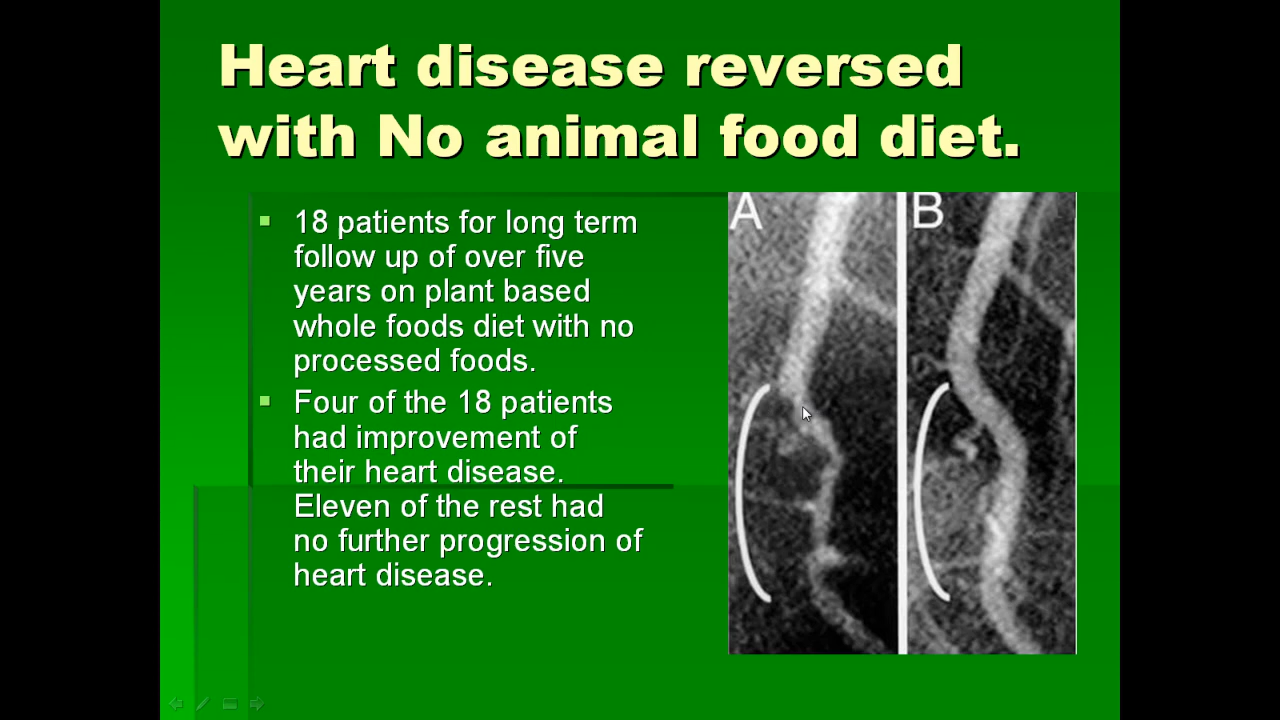 Heart disease reversed
with No animal food diet.
18 patients for long term
follow up of over five
years on plant based
whole foods diet with no
processed foods.
Four of the 18 patients
had improvement of
their heart disease.
Eleven of the rest had
no further progression of
heart disease.
A
B